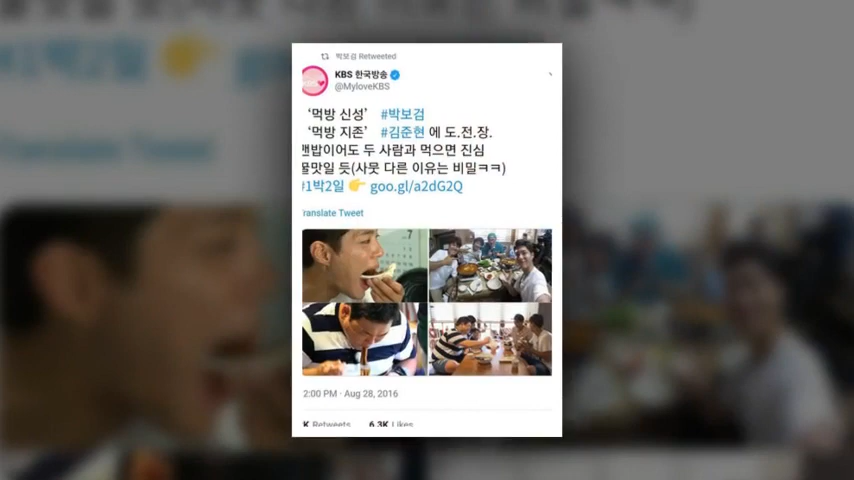 박보검 Retweeted
KBS 한국방송
@MyloveKBS
‘먹방 신성’ #박보검
‘먹방 지존’ #김준현 에 도.전.장.
맨밥이어도 두 사람과 먹으면 진심
꿀맛일 듯(사뭇 다른 이유는 비밀ㅋㅋ)
#1박2일 👉 goo.gl/a2dG2Q
Translate Tweet
2:00 PM · Aug 28, 2016
K Retweets 6.3K Likes